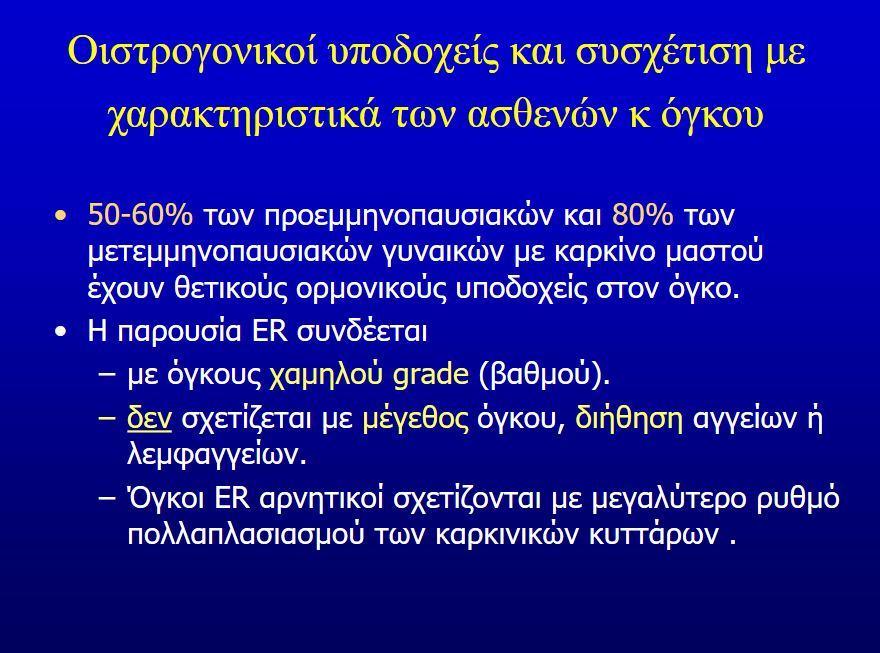 Οιστρογονικοί υποδοχείς και συσχέτιση με
χαρακτηριστικά των ασθενών κ όγκου
• 50-60% των προεμμηνοπαυσιακών και 80% των
μετεμμηνοπαυσιακών γυναικών με καρκίνο μαστού
έχουν θετικούς ορμονικούς υποδοχείς στον όγκο.
• Η παρουσία ER συνδέεται
– με όγκους χαμηλού grade (βαθμού).
– δεν σχετίζεται με μέγεθος όγκου, διήθηση αγγείων ή
λεμφαγγείων.
– Όγκοι ER αρνητικοί σχετίζονται με μεγαλύτερο ρυθμό
πολλαπλασιασμού των καρκινικών κυττάρων .